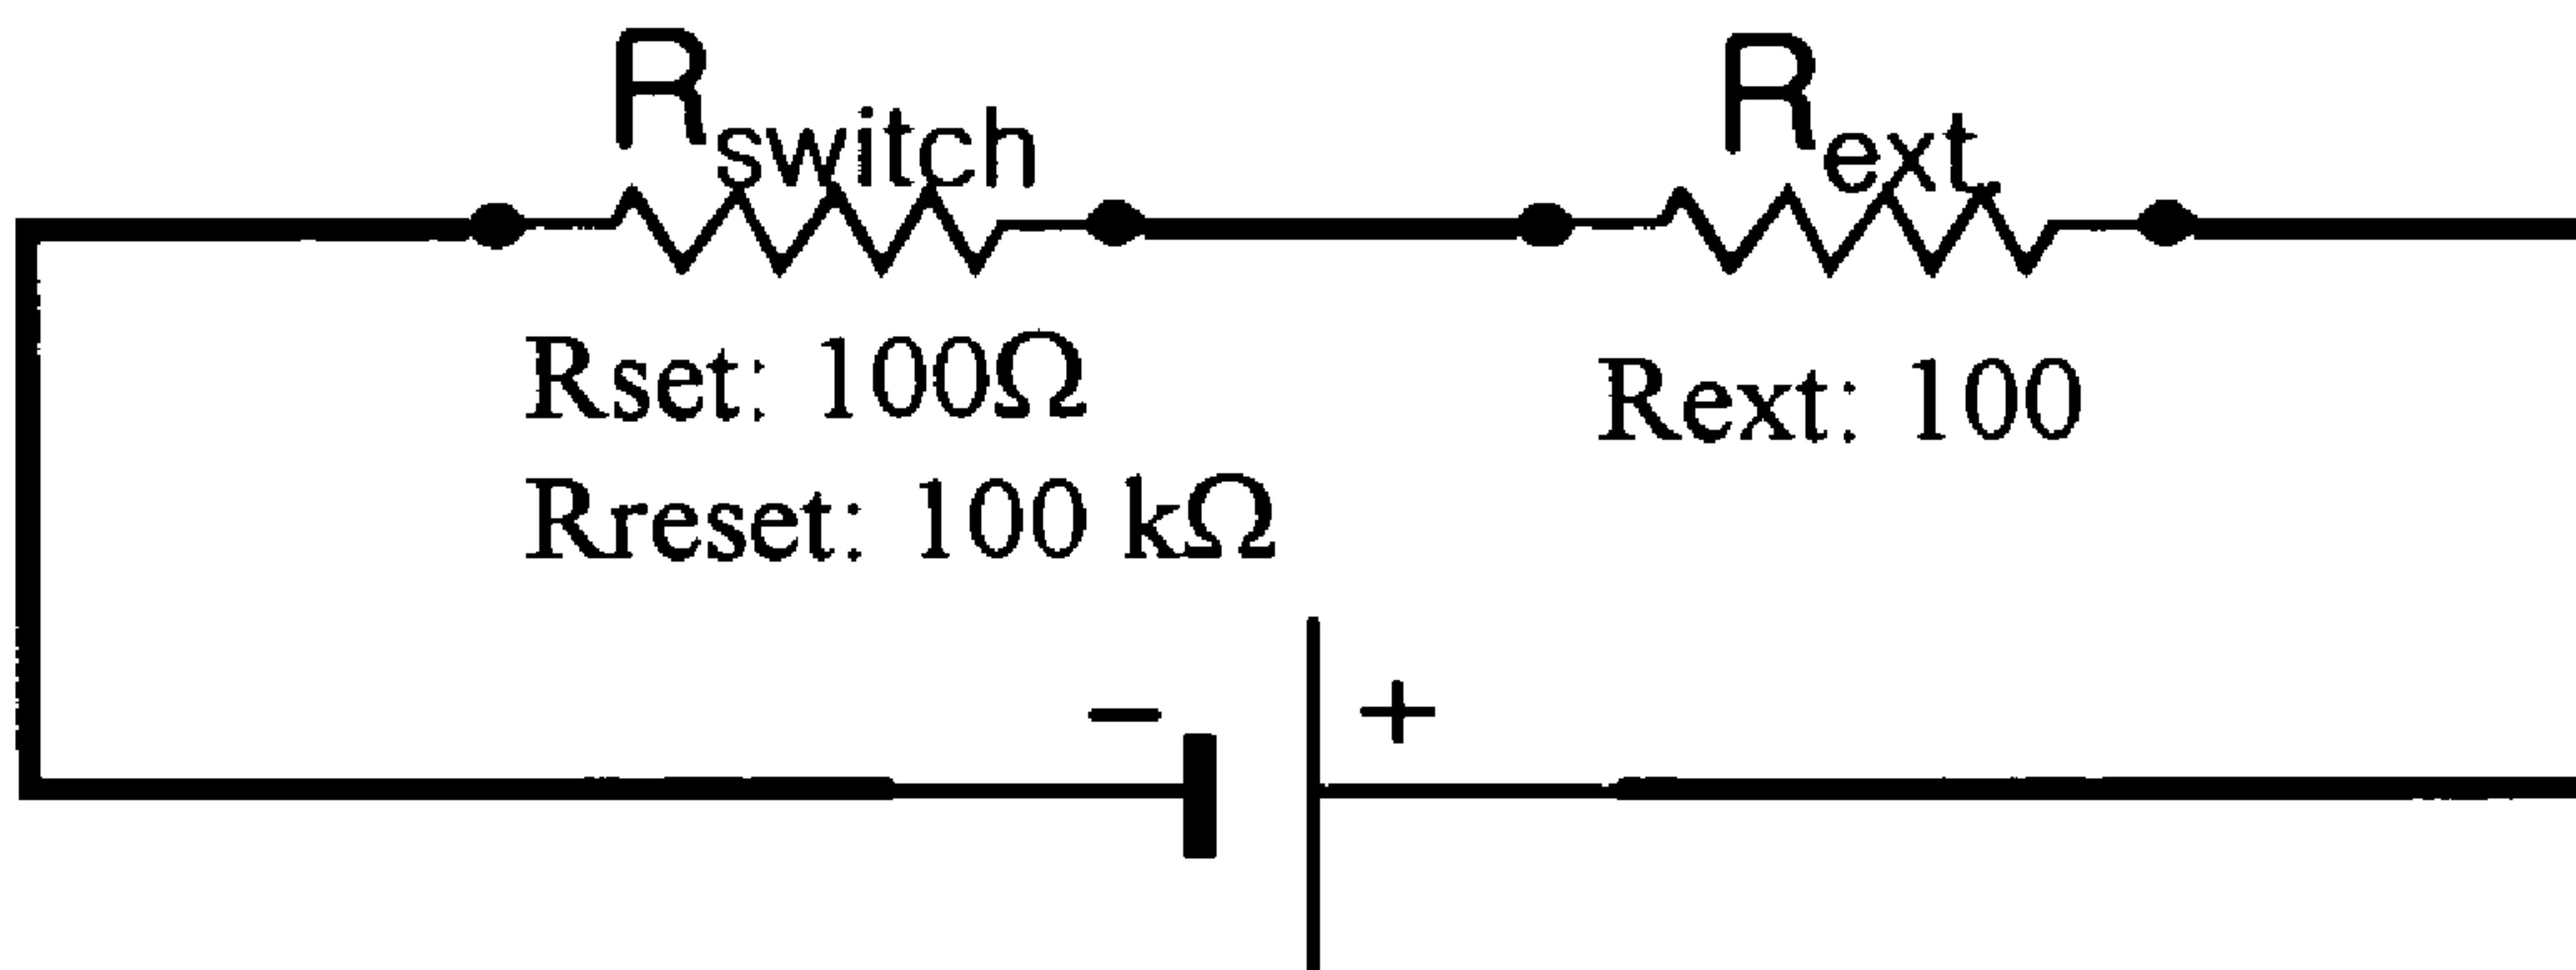 Rswitch
Rext.
Rset: 100Ω
Rext: 100
Rreset: 100 kΩ
− +